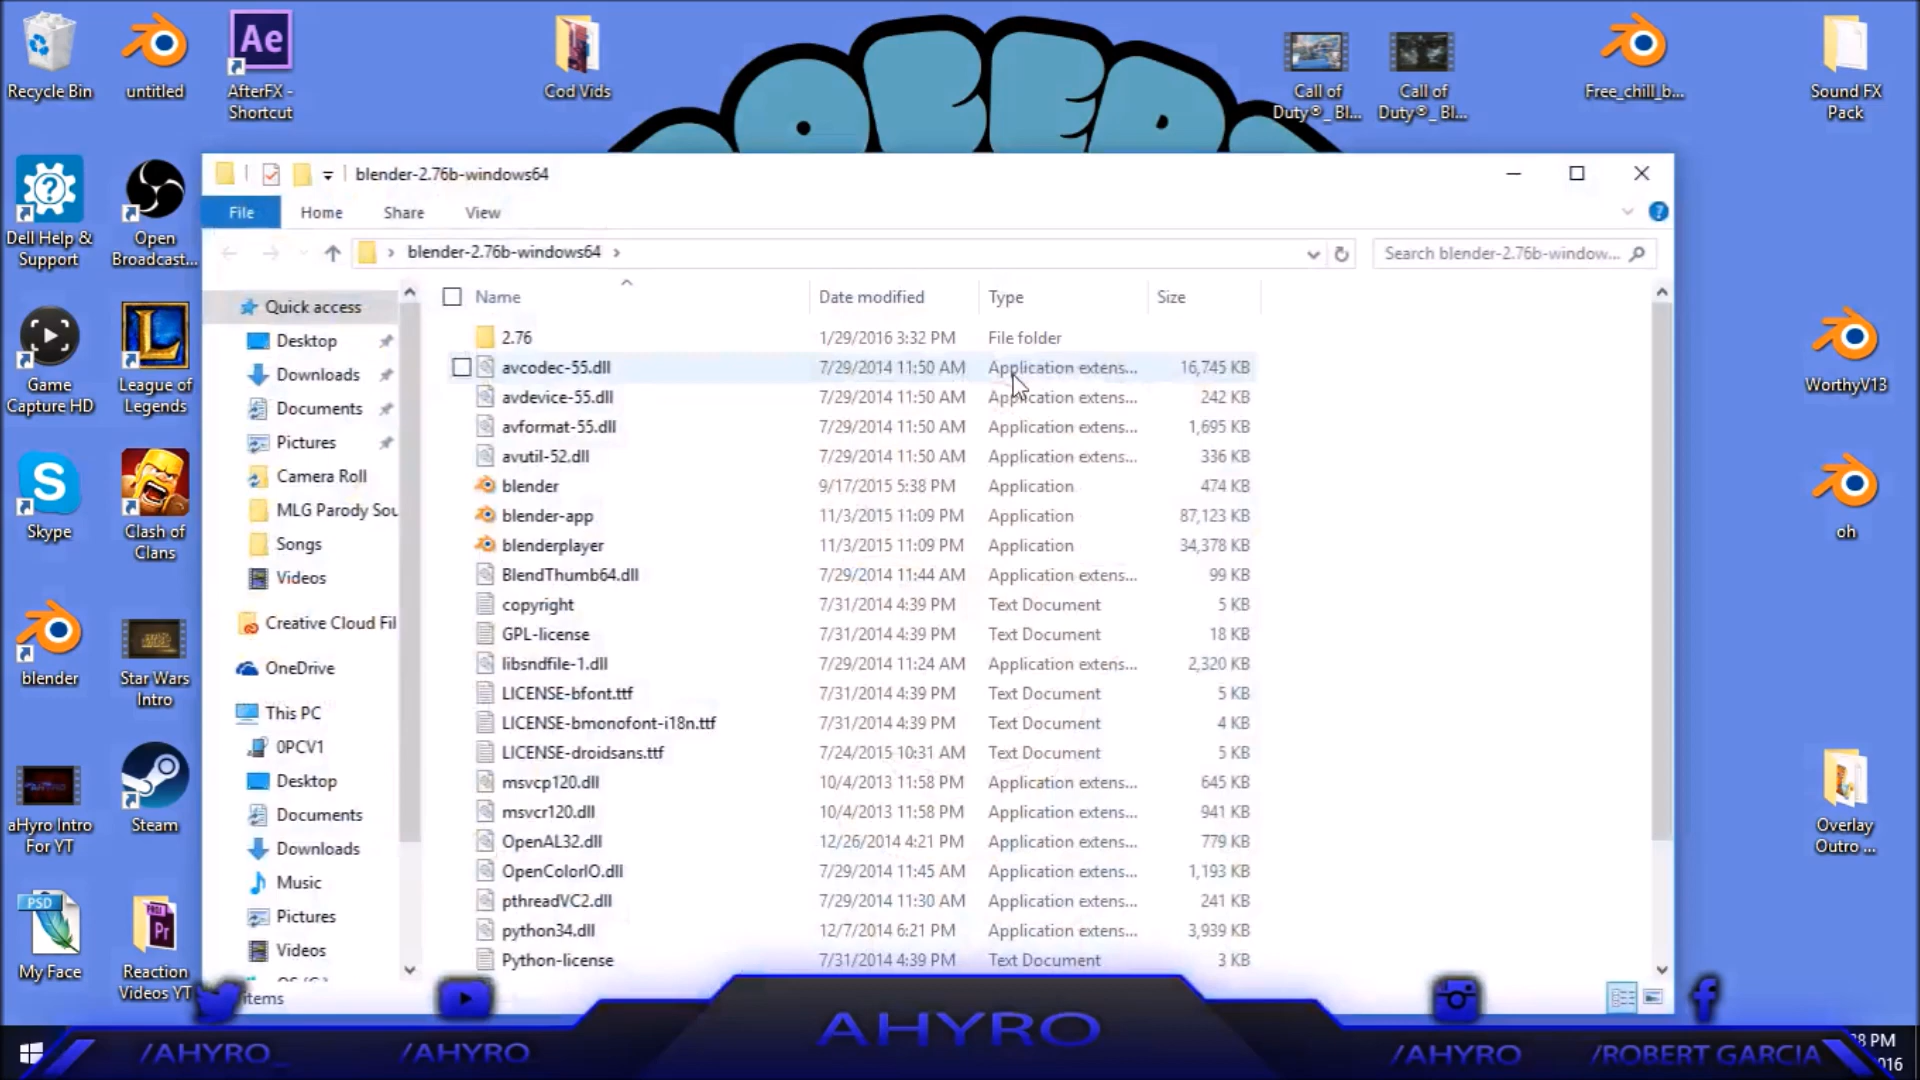 Recycle Bin
untitled
Ae
AfterFX -
Shortcut
Cod Vids
Call of
Duty®_ Bl...
Call of
Duty®_ Bl...
Free_chill_b...
Sound FX
Pack
Dell Help &
Support
Open
Broadcast...
Game
Capture HD
League of
Legends
Skype
Clash of
Clans
blender
Star Wars
Intro
aHyro Intro
For YT
Steam
PSD
My Face
PROJ
Pr
Reaction
Videos YT
WorthyV13
oh
Overlay
Outro ...
blender-2.76b-windows64
File Home Share View
blender-2.76b-windows64
Search blender-2.76b-window...
Quick access
Desktop
Downloads
Documents
Pictures
Camera Roll
MLG Parody Sou
Songs
Videos
Creative Cloud Fil
OneDrive
This PC
0PCV1
Desktop
Documents
Downloads
Music
Pictures
Videos
Name Date modified Type Size
2.76 1/29/2016 3:32 PM File folder
avcodec-55.dll 7/29/2014 11:50 AM Application extens... 16,745 KB
avdevice-55.dll 7/29/2014 11:50 AM Application extens... 242 KB
avformat-55.dll 7/29/2014 11:50 AM Application extens... 1,695 KB
avutil-52.dll 7/29/2014 11:50 AM Application extens... 336 KB
blender 9/17/2015 5:38 PM Application 474 KB
blender-app 11/3/2015 11:09 PM Application 87,123 KB
blenderplayer 11/3/2015 11:09 PM Application 34,378 KB
BlendThumb64.dll 7/29/2014 11:44 AM Application extens... 99 KB
copyright 7/31/2014 4:39 PM Text Document 5 KB
GPL-license 7/31/2014 4:39 PM Text Document 18 KB
libsndfile-1.dll 7/29/2014 11:24 AM Application extens... 2,320 KB
LICENSE-bfont.ttf 7/31/2014 4:39 PM Text Document 5 KB
LICENSE-bmonofont-i18n.ttf 7/31/2014 4:39 PM Text Document 4 KB
LICENSE-droidsans.ttf 7/24/2015 10:31 AM Text Document 5 KB
msvcp120.dll 10/4/2013 11:58 PM Application extens... 645 KB
msvcr120.dll 10/4/2013 11:58 PM Application extens... 941 KB
OpenAL32.dll 12/26/2014 4:21 PM Application extens... 779 KB
OpenColorIO.dll 7/29/2014 11:45 AM Application extens... 1,193 KB
pthreadVC2.dll 7/29/2014 11:30 AM Application extens... 241 KB
python34.dll 12/7/2014 6:21 PM Application extens... 3,939 KB
Python-license 7/31/2014 4:39 PM Text Document 3 KB
items
/AHYRO_
/AHYRO
AHYRO
/AHYRO
/ROBERT GARCIA
8 PM
016